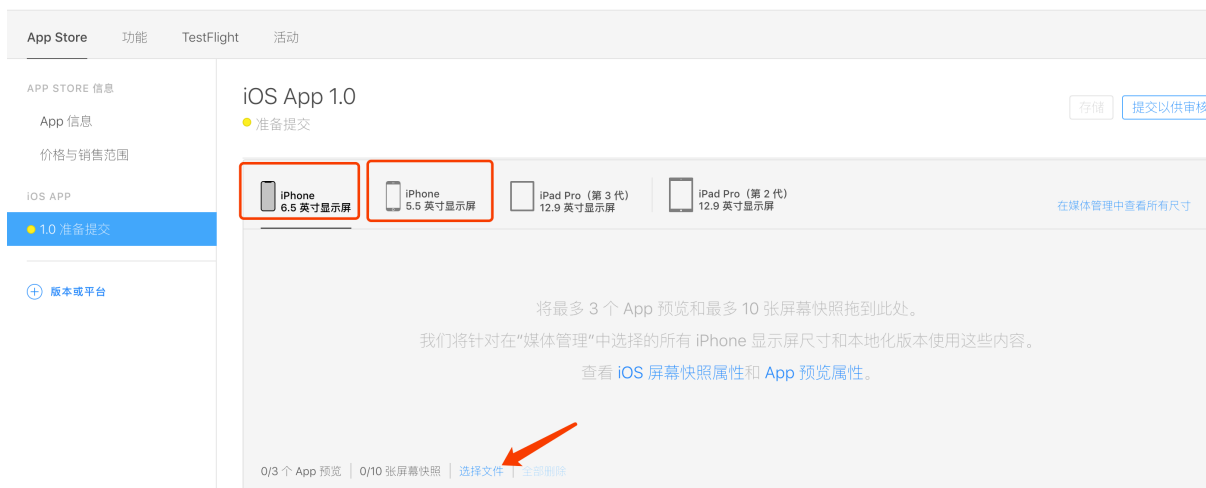 App Store 功能 TestFlight 活动
APP STORE 信息
App 信息
价格与销售范围
iOS APP
1.0 准备提交
版本或平台
iOS App 1.0
准备提交
存储 提交以供审核
iPhone
6.5 英寸显示屏
iPhone
5.5 英寸显示屏
iPad Pro（第 3 代）
12.9 英寸显示屏
iPad Pro（第 2 代）
12.9 英寸显示屏
在媒体管理中查看所有尺寸
将最多 3 个 App 预览和最多 10 张屏幕快照拖到此处。
我们将针对在“媒体管理”中选择的所有 iPhone 显示屏尺寸和本地化版本使用这些内容。
查看 iOS 屏幕快照属性和 App 预览属性。
0/3 个 App 预览 0/10 张屏幕快照 选择文件 全部删除